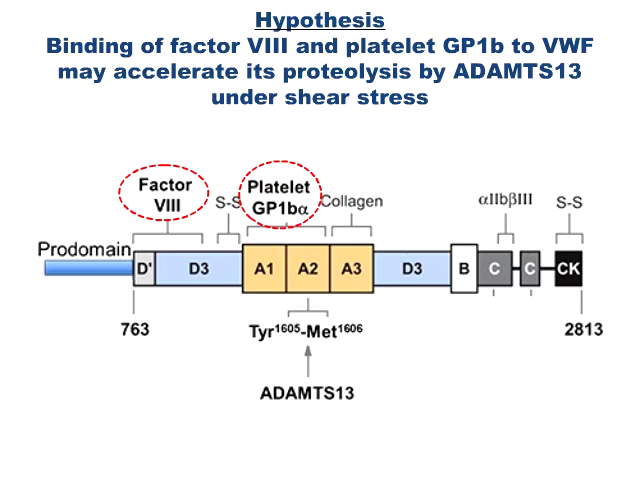 Hypothesis
Binding of factor VIII and platelet GP1b to VWF
may accelerate its proteolysis by ADAMTS13
under shear stress
Factor
VIII
S-S
Platelet
GP1bα
Collagen
αIIbβIII
S-S
Prodomain
D'
D3
A1
A2
A3
D3
B
C
C
CK
763
Tyr¹⁶⁰⁵-Met¹⁶⁰⁶
2813
ADAMTS13